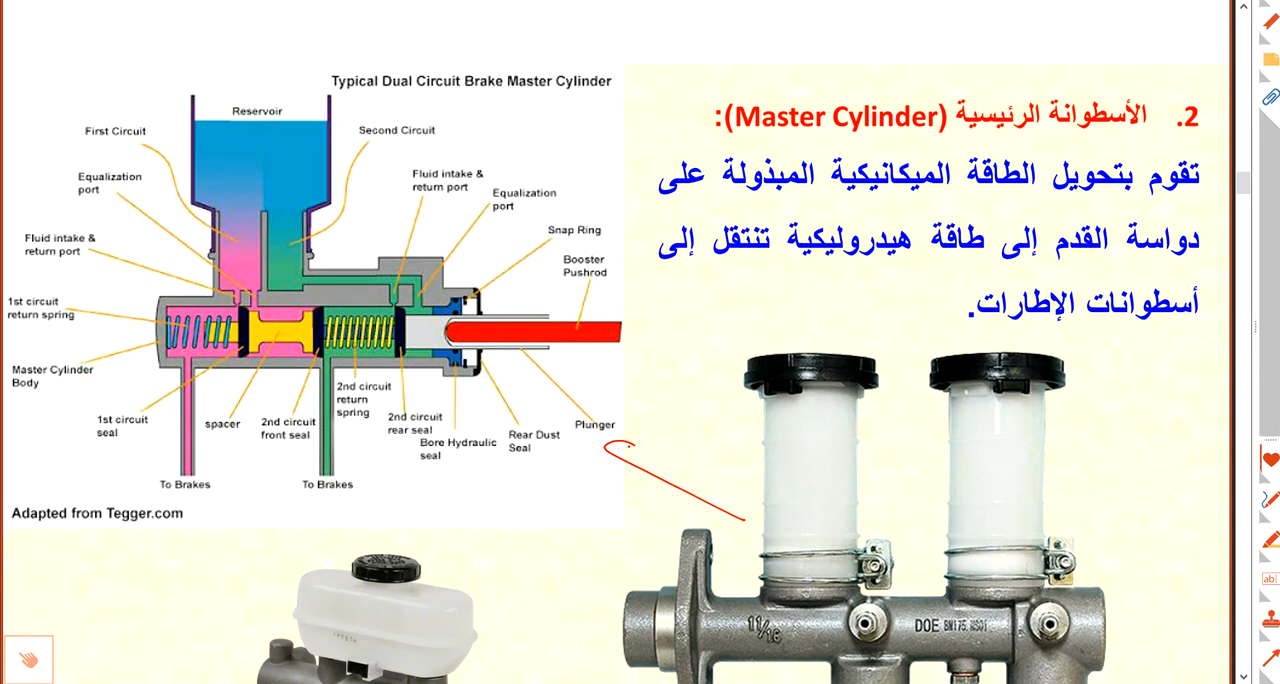 Typical Dual Circuit Brake Master Cylinder
Reservoir
First Circuit
Second Circuit
Equalization
port
Fluid intake &
return port
Equalization
port
Fluid intake &
return port
Snap Ring
Booster
Pushrod
1st circuit
return spring
Master Cylinder
Body
1st circuit
seal
spacer
2nd circuit
front seal
2nd circuit
return
spring
2nd circuit
rear seal
Bore Hydraulic
seal
Rear Dust
Seal
Plunger
To Brakes
To Brakes
Adapted from Tegger.com
2. الأسطوانة الرئيسية (Master Cylinder):
تقوم بتحويل الطاقة الميكانيكية المبذولة على
دواسة القدم إلى طاقة هيدروليكية تنتقل إلى
أسطوانات الإطارات.
11/16
DOE
ab